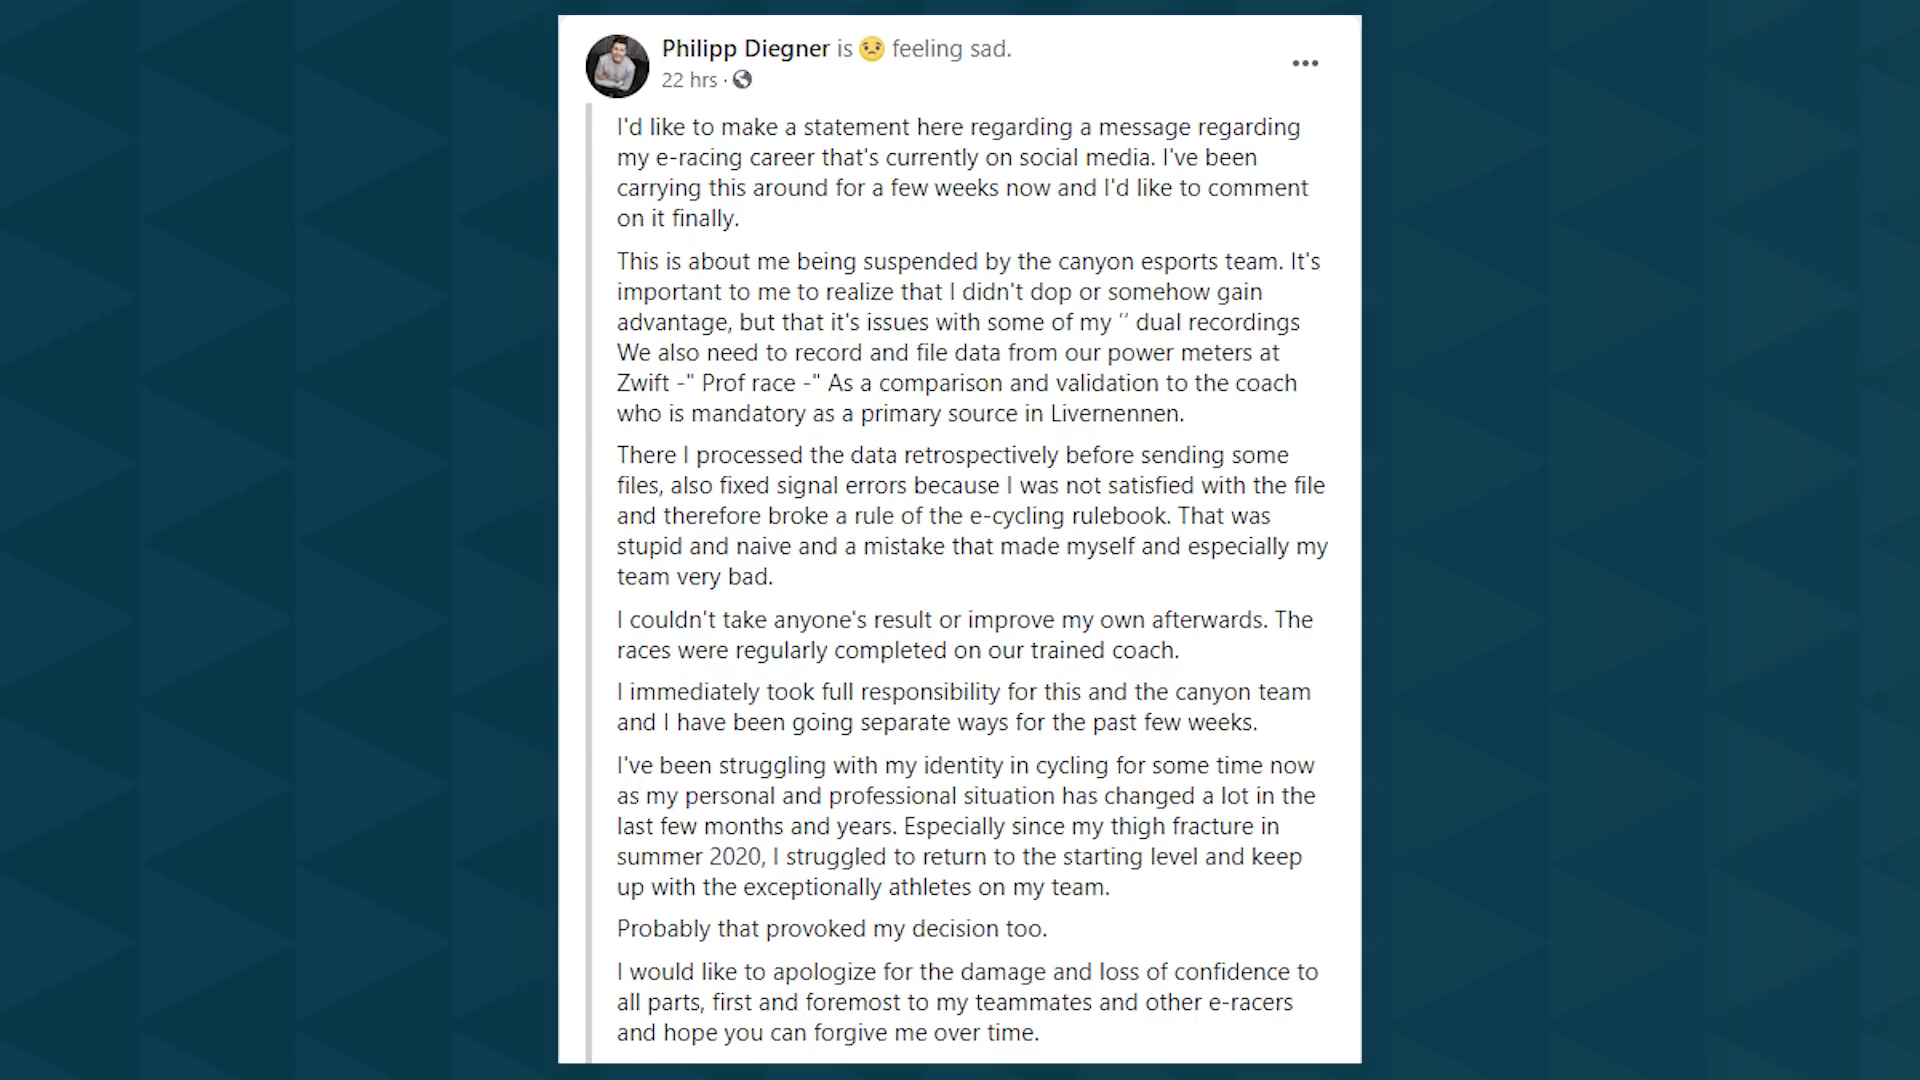 Philipp Diegner is 😟 feeling sad.
22 hrs ·
I'd like to make a statement here regarding a message regarding
my e-racing career that's currently on social media. I've been
carrying this around for a few weeks now and I'd like to comment
on it finally.
This is about me being suspended by the canyon esports team. It's
important to me to realize that I didn't dop or somehow gain
advantage, but that it's issues with some of my “ dual recordings
We also need to record and file data from our power meters at
Zwift -" Prof race -" As a comparison and validation to the coach
who is mandatory as a primary source in Livernennen.
There I processed the data retrospectively before sending some
files, also fixed signal errors because I was not satisfied with the file
and therefore broke a rule of the e-cycling rulebook. That was
stupid and naive and a mistake that made myself and especially my
team very bad.
I couldn't take anyone's result or improve my own afterwards. The
races were regularly completed on our trained coach.
I immediately took full responsibility for this and the canyon team
and I have been going separate ways for the past few weeks.
I've been struggling with my identity in cycling for some time now
as my personal and professional situation has changed a lot in the
last few months and years. Especially since my thigh fracture in
summer 2020, I struggled to return to the starting level and keep
up with the exceptionally athletes on my team.
Probably that provoked my decision too.
I would like to apologize for the damage and loss of confidence to
all parts, first and foremost to my teammates and other e-racers
and hope you can forgive me over time.